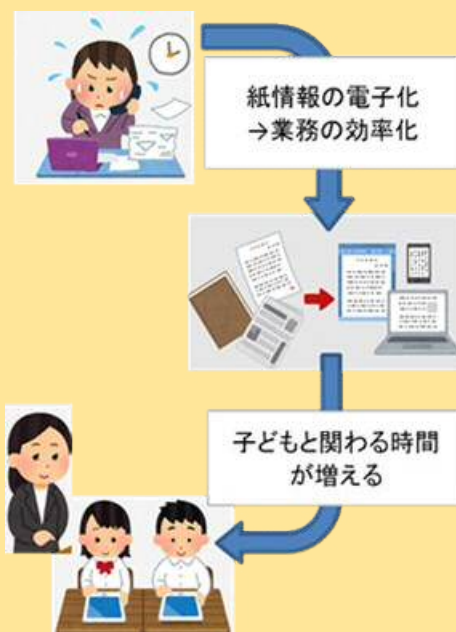 紙情報の電子化
→業務の効率化
子どもと関わる時間
が増える